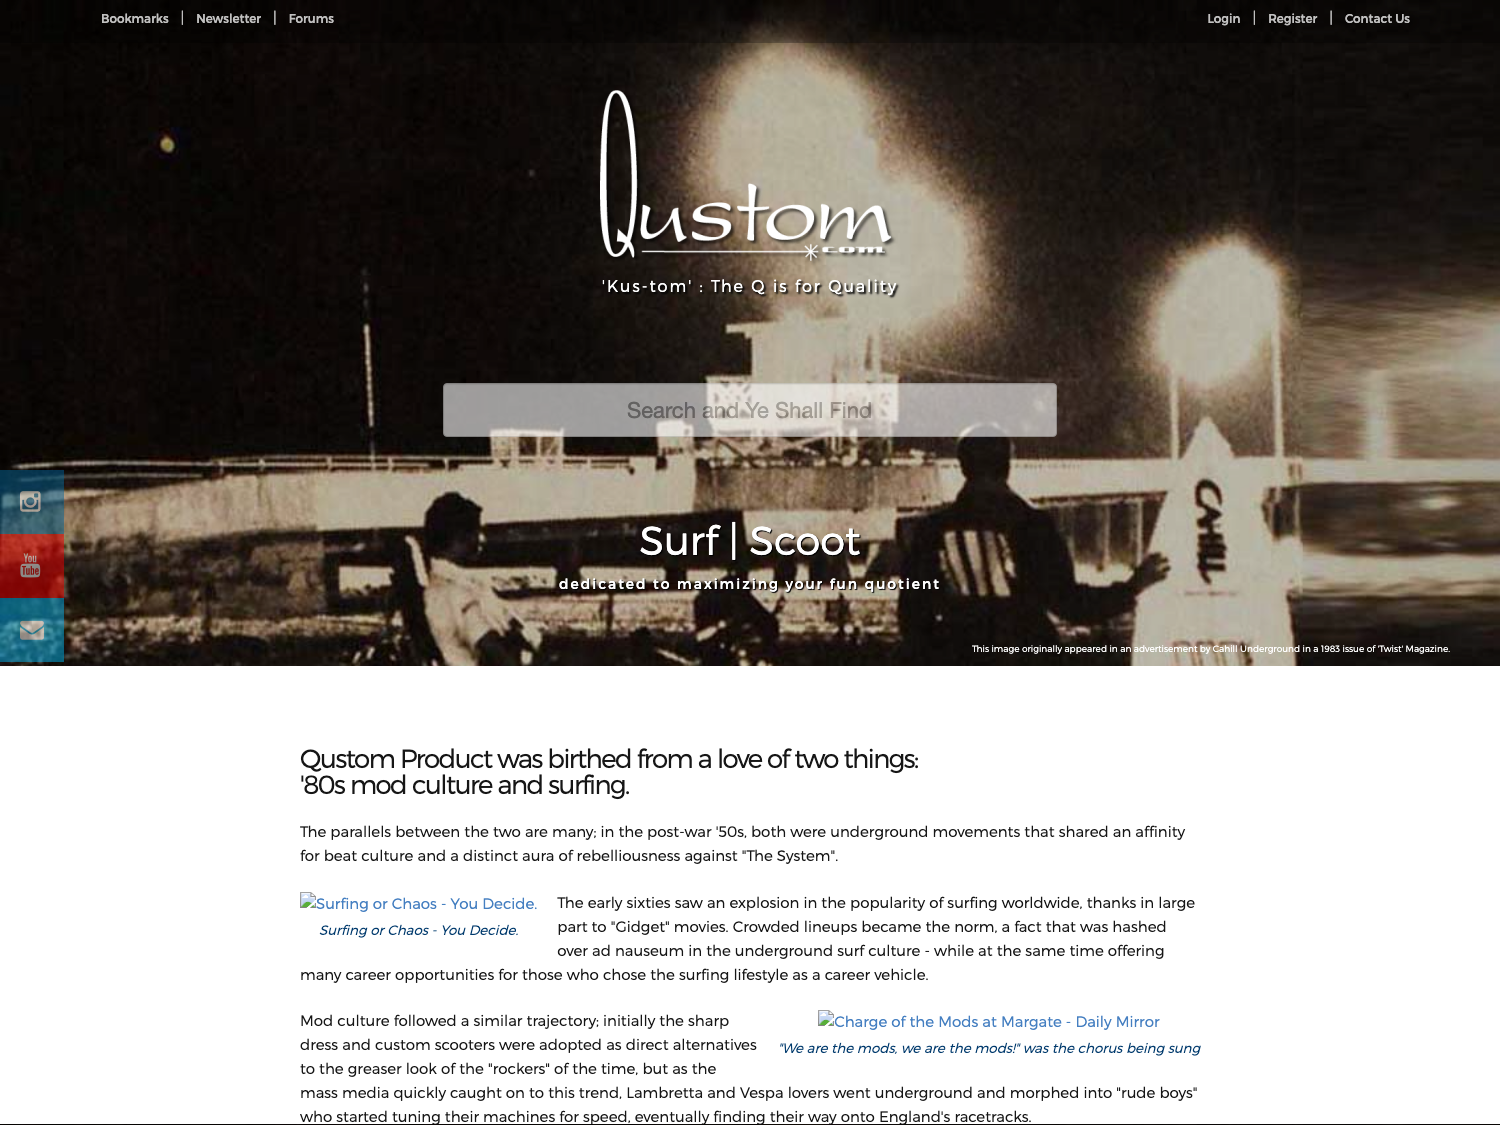 Bookmarks | Newsletter | Forums
Login | Register | Contact Us
Qustom
.com
'Kus-tom' : The Q is for Quality
Search and Ye Shall Find
You
Tube
CAHILL
Surf | Scoot
dedicated to maximizing your fun quotient
This image originally appeared in an advertisement by Cahill Underground in a 1983 issue of 'Twist' Magazine.
Qustom Product was birthed from a love of two things:
'80s mod culture and surfing.
The parallels between the two are many; in the post-war '50s, both were underground movements that shared an affinity
for beat culture and a distinct aura of rebelliousness against "The System".
Surfing or Chaos - You Decide.
Surfing or Chaos - You Decide.
The early sixties saw an explosion in the popularity of surfing worldwide, thanks in large
part to "Gidget" movies. Crowded lineups became the norm, a fact that was hashed
over ad nauseum in the underground surf culture - while at the same time offering
many career opportunities for those who chose the surfing lifestyle as a career vehicle.
Mod culture followed a similar trajectory; initially the sharp
dress and custom scooters were adopted as direct alternatives
to the greaser look of the "rockers" of the time, but as the
Charge of the Mods at Margate - Daily Mirror
"We are the mods, we are the mods!" was the chorus being sung
mass media quickly caught on to this trend, Lambretta and Vespa lovers went underground and morphed into "rude boys"
who started tuning their machines for speed, eventually finding their way onto England's racetracks.